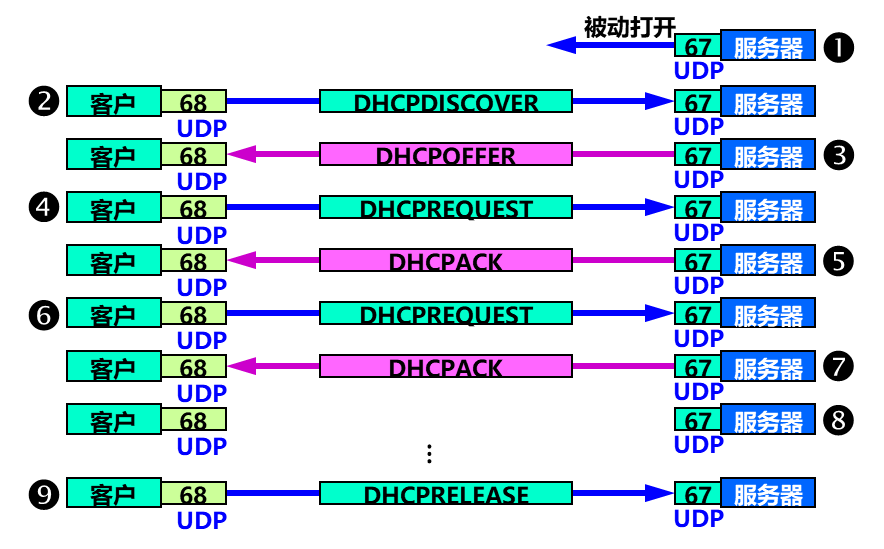 被动打开
67 服务器 ❶
UDP
❷ 客户 68 DHCPDISCOVER 67 服务器
UDP UDP
客户 68 DHCPOFFER 67 服务器 ❸
UDP UDP
❹ 客户 68 DHCPREQUEST 67 服务器
UDP UDP
客户 68 DHCPACK 67 服务器 ❺
UDP UDP
❻ 客户 68 DHCPREQUEST 67 服务器
UDP UDP
客户 68 DHCPACK 67 服务器 ❼
UDP UDP
客户 68 67 服务器 ❽
UDP UDP
⋮
❾ 客户 68 DHCPRELEASE 67 服务器
UDP UDP